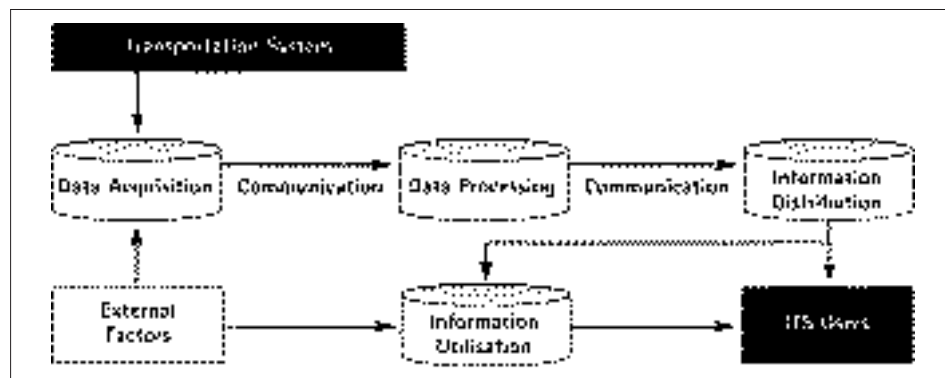 Transportation System
Data Acquisition
Communication
Data Processing
Communication
Information
Distribution
External
Factors
Information
Utilisation
ITS Users